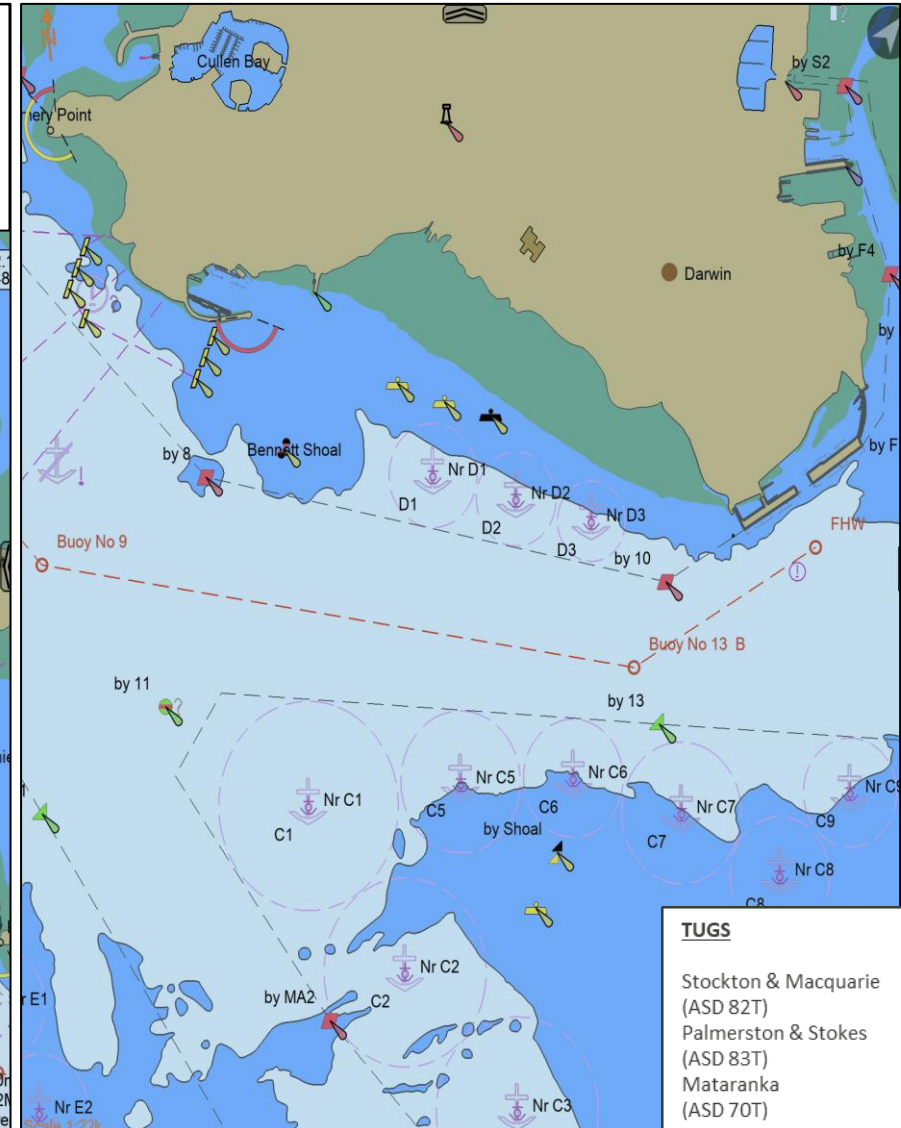 Cullen Bay
by S2
nery Point
by F4
Darwin
by
by 8
Bennett Shoal
Nr D1
D1
Nr D2
D2
Nr D3
D3
by F
Buoy No 9
by 10
FHW
Buoy No 13 B
by 11
by 13
Nr C1
C1
Nr C5
C5
Nr C6
C6
Nr C7
C7
Nr C9
C9
by Shoal
Nr C8
C8
Nr C2
C2
by MA2
r E1
Nr E2
Nr C3
Scale 1:22k
TUGS
Stockton & Macquarie
(ASD 82T)
Palmerston & Stokes
(ASD 83T)
Mataranka
(ASD 70T)